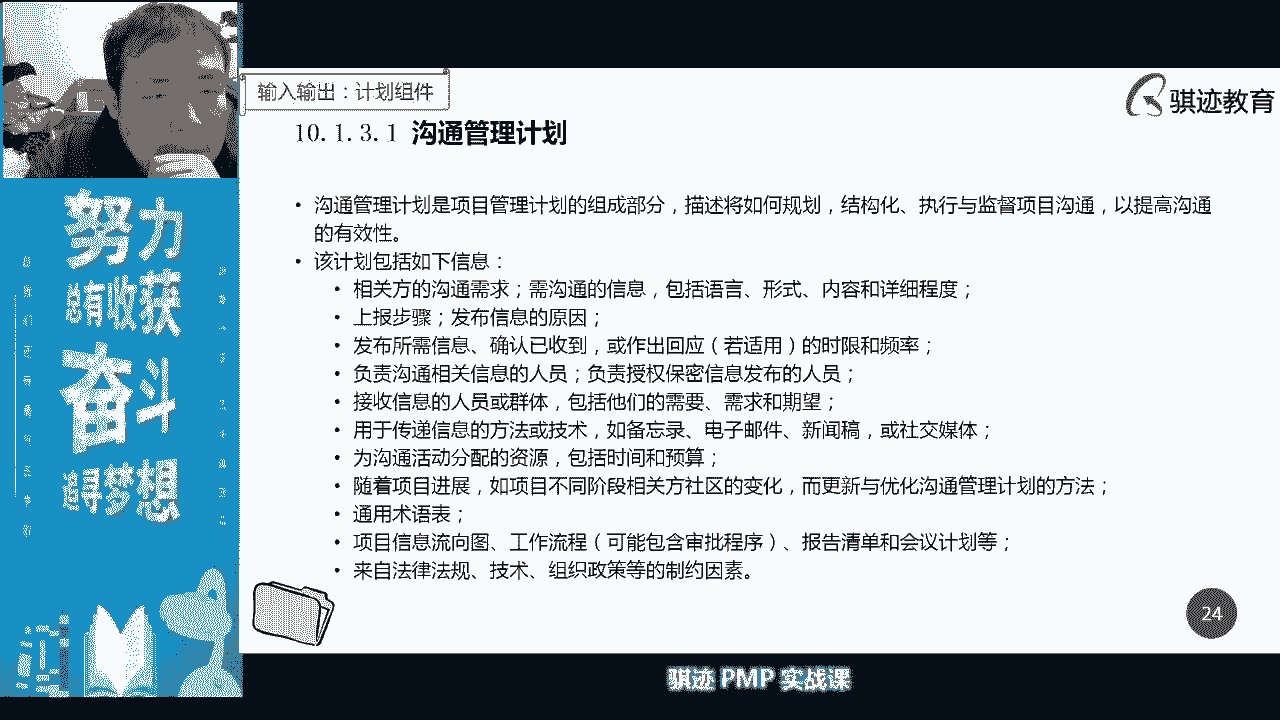 输入输出：计划组件
骐迹教育
10.1.3.1 沟通管理计划
• 沟通管理计划是项目管理计划的组成部分，描述将如何规划，结构化、执行与监督项目沟通，以提高沟通
的有效性。
• 该计划包括如下信息：
• 相关方的沟通需求；需沟通的信息，包括语言、形式、内容和详细程度；
• 上报步骤；发布信息的原因；
• 发布所需信息、确认已收到，或作出回应（若适用）的时限和频率；
• 负责沟通相关信息的人员；负责授权保密信息发布的人员；
• 接收信息的人员或群体，包括他们的需要、需求和期望；
• 用于传递信息的方法或技术，如备忘录、电子邮件、新闻稿，或社交媒体；
• 为沟通活动分配的资源，包括时间和预算；
• 随着项目进展，如项目不同阶段相关方社区的变化，而更新与优化沟通管理计划的方法；
• 通用术语表；
• 项目信息流向图、工作流程（可能包含审批程序）、报告清单和会议计划等；
• 来自法律法规、技术、组织政策等的制约因素。
24
努力
总有收获
奋斗
追寻梦想
骐迹 PMP 实战课